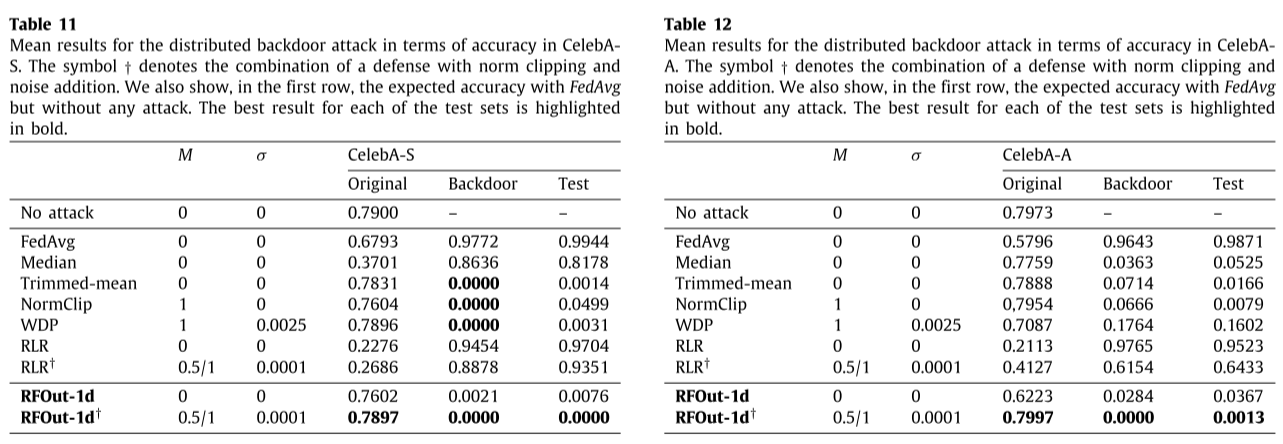 Table 11
Mean results for the distributed backdoor attack in terms of accuracy in CelebA-
S. The symbol † denotes the combination of a defense with norm clipping and
noise addition. We also show, in the first row, the expected accuracy with FedAvg
but without any attack. The best result for each of the test sets is highlighted
in bold.
M σ CelebA-S
Original Backdoor Test
No attack 0 0 0.7900 – –
FedAvg 0 0 0.6793 0.9772 0.9944
Median 0 0 0.3701 0.8636 0.8178
Trimmed-mean 0 0 0.7831 0.0000 0.0014
NormClip 1 0 0.7604 0.0000 0.0499
WDP 1 0.0025 0.7896 0.0000 0.0031
RLR 0 0 0.2276 0.9454 0.9704
RLR† 0.5/1 0.0001 0.2686 0.8878 0.9351
RFOut-1d 0 0 0.7602 0.0021 0.0076
RFOut-1d† 0.5/1 0.0001 0.7897 0.0000 0.0000
Table 12
Mean results for the distributed backdoor attack in terms of accuracy in CelebA-
A. The symbol † denotes the combination of a defense with norm clipping and
noise addition. We also show, in the first row, the expected accuracy with FedAvg
but without any attack. The best result for each of the test sets is highlighted
in bold.
M σ CelebA-A
Original Backdoor Test
No attack 0 0 0.7973 – –
FedAvg 0 0 0.5796 0.9643 0.9871
Median 0 0 0.7759 0.0363 0.0525
Trimmed-mean 0 0 0.7888 0.0714 0.0166
NormClip 1 0 0,7954 0.0666 0.0079
WDP 1 0.0025 0.7087 0.1764 0.1602
RLR 0 0 0.2113 0.9765 0.9523
RLR† 0.5/1 0.0001 0.4127 0.6154 0.6433
RFOut-1d 0 0 0.6223 0.0284 0.0367
RFOut-1d† 0.5/1 0.0001 0.7997 0.0000 0.0013